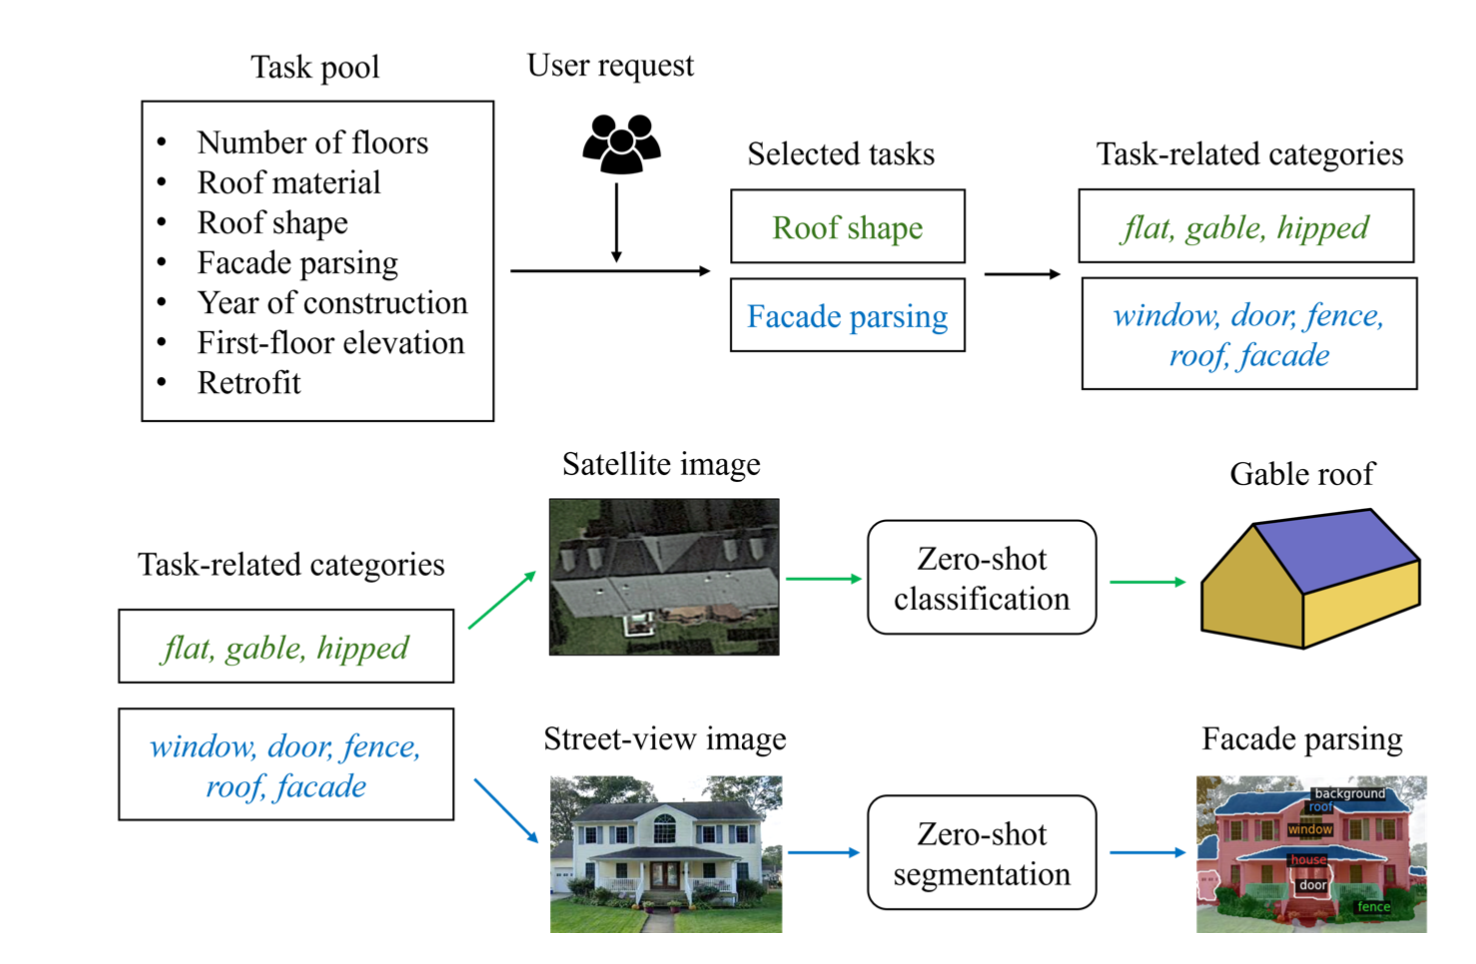 Task pool
User request
• Number of floors
• Roof material
• Roof shape
• Facade parsing
• Year of construction
• First-floor elevation
• Retrofit
Selected tasks
Roof shape
Facade parsing
Task-related categories
flat, gable, hipped
window, door, fence,
roof, facade
Task-related categories
flat, gable, hipped
window, door, fence,
roof, facade
Satellite image
Zero-shot
classification
Gable roof
Street-view image
Zero-shot
segmentation
Facade parsing
background
roof
window
house
door
fence